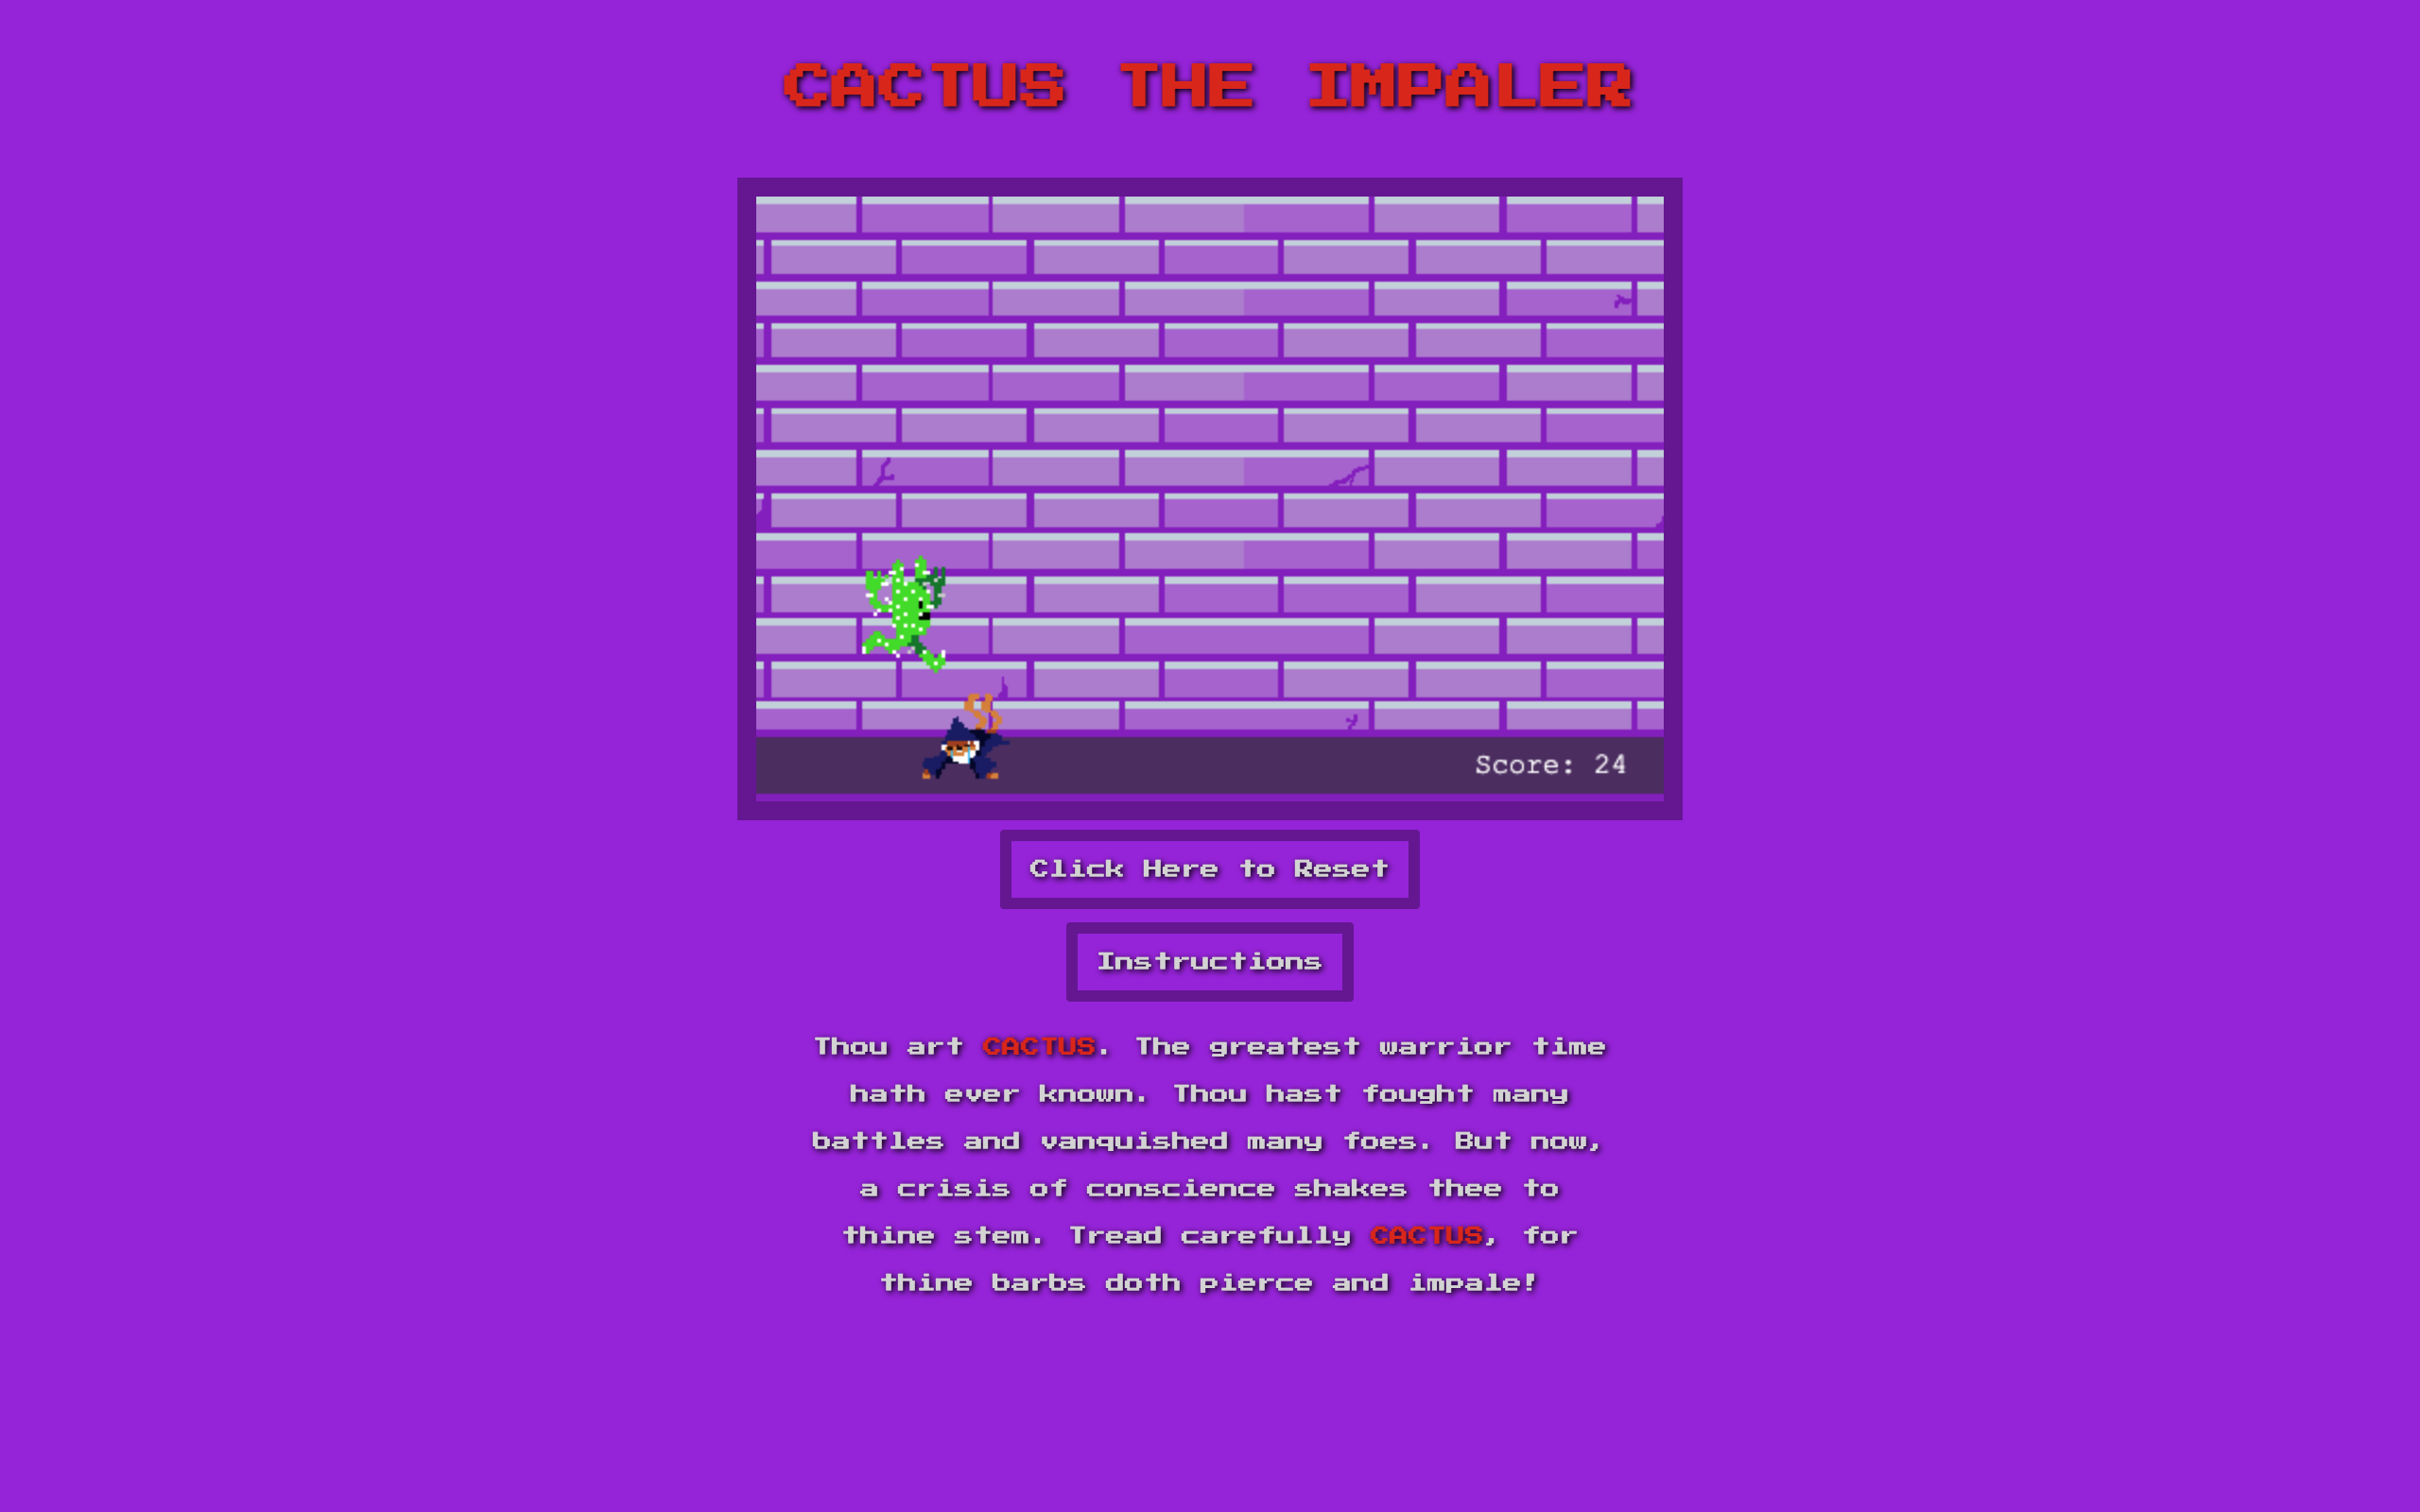 CACTUS THE IMPALER
Score: 24
Click Here to Reset
Instructions
Thou art CACTUS. The greatest warrior time
hath ever known. Thou hast fought many
battles and vanquished many foes. But now,
a crisis of conscience shakes thee to
thine stem. Tread carefully CACTUS, for
thine barbs doth pierce and impale!